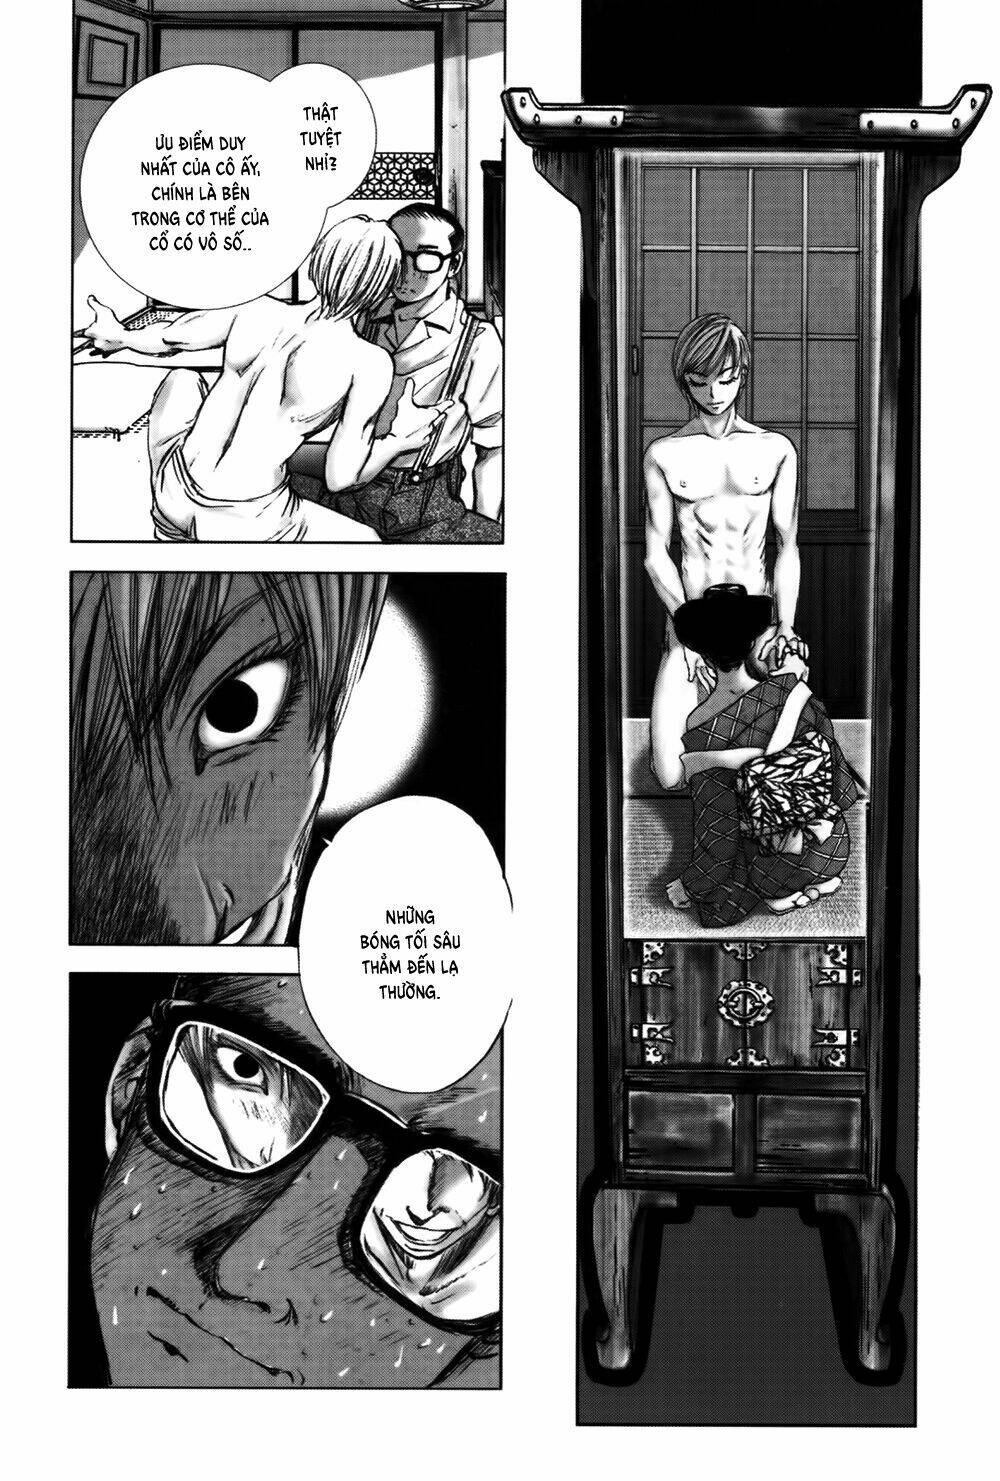 THẬT
TUYỆT
NHỈ?
ƯU ĐIỂM DUY
NHẤT CỦA CÔ ẤY,
CHÍNH LÀ BÊN
TRONG CƠ THỂ CỦA
CỔ CÓ VÔ SỐ..
NHỮNG
BÓNG TỐI SÂU
THẲM ĐẾN LẠ
THƯỜNG.